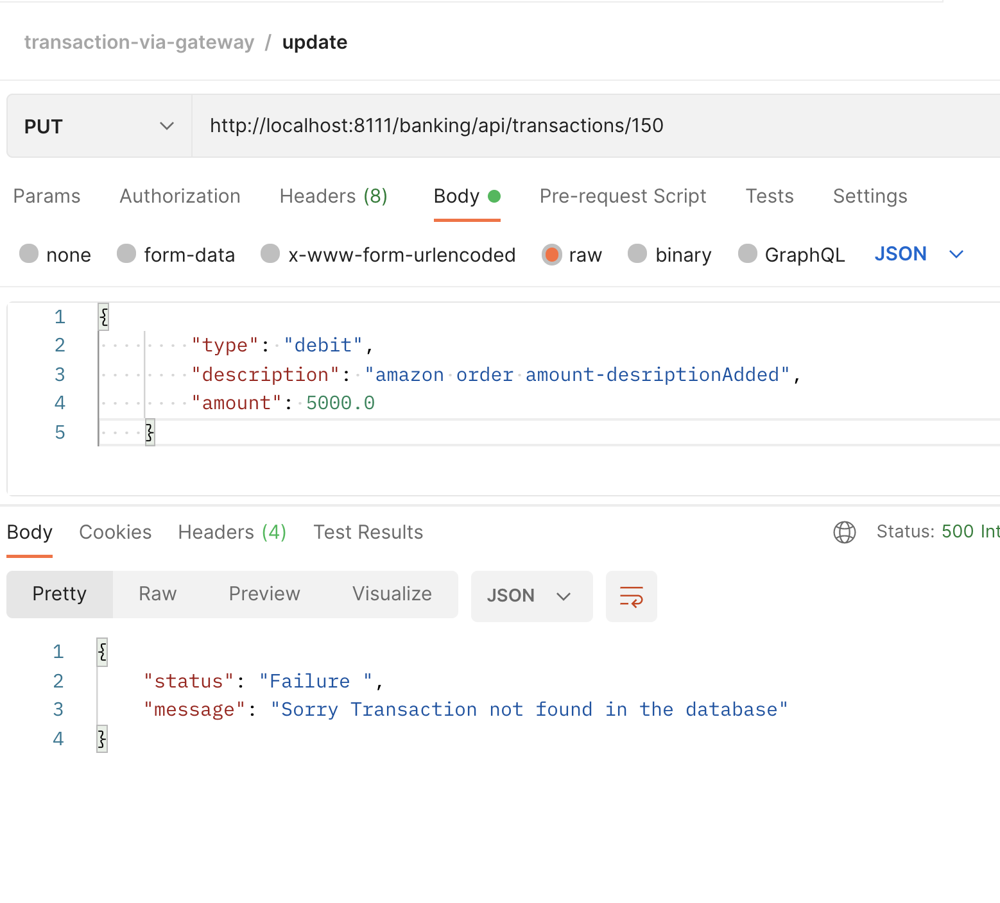 transaction-via-gateway / update
PUT http://localhost:8111/banking/api/transactions/150
Params Authorization Headers (8) Body Pre-request Script Tests Settings
none form-data x-www-form-urlencoded raw binary GraphQL JSON
1 {
2 "type": "debit",
3 "description": "amazon order amount-desriptionAdded",
4 "amount": 5000.0
5 }
Body Cookies Headers (4) Test Results Status: 500 Int
Pretty Raw Preview Visualize JSON
1 {
2 "status": "Failure ",
3 "message": "Sorry Transaction not found in the database"
4 }